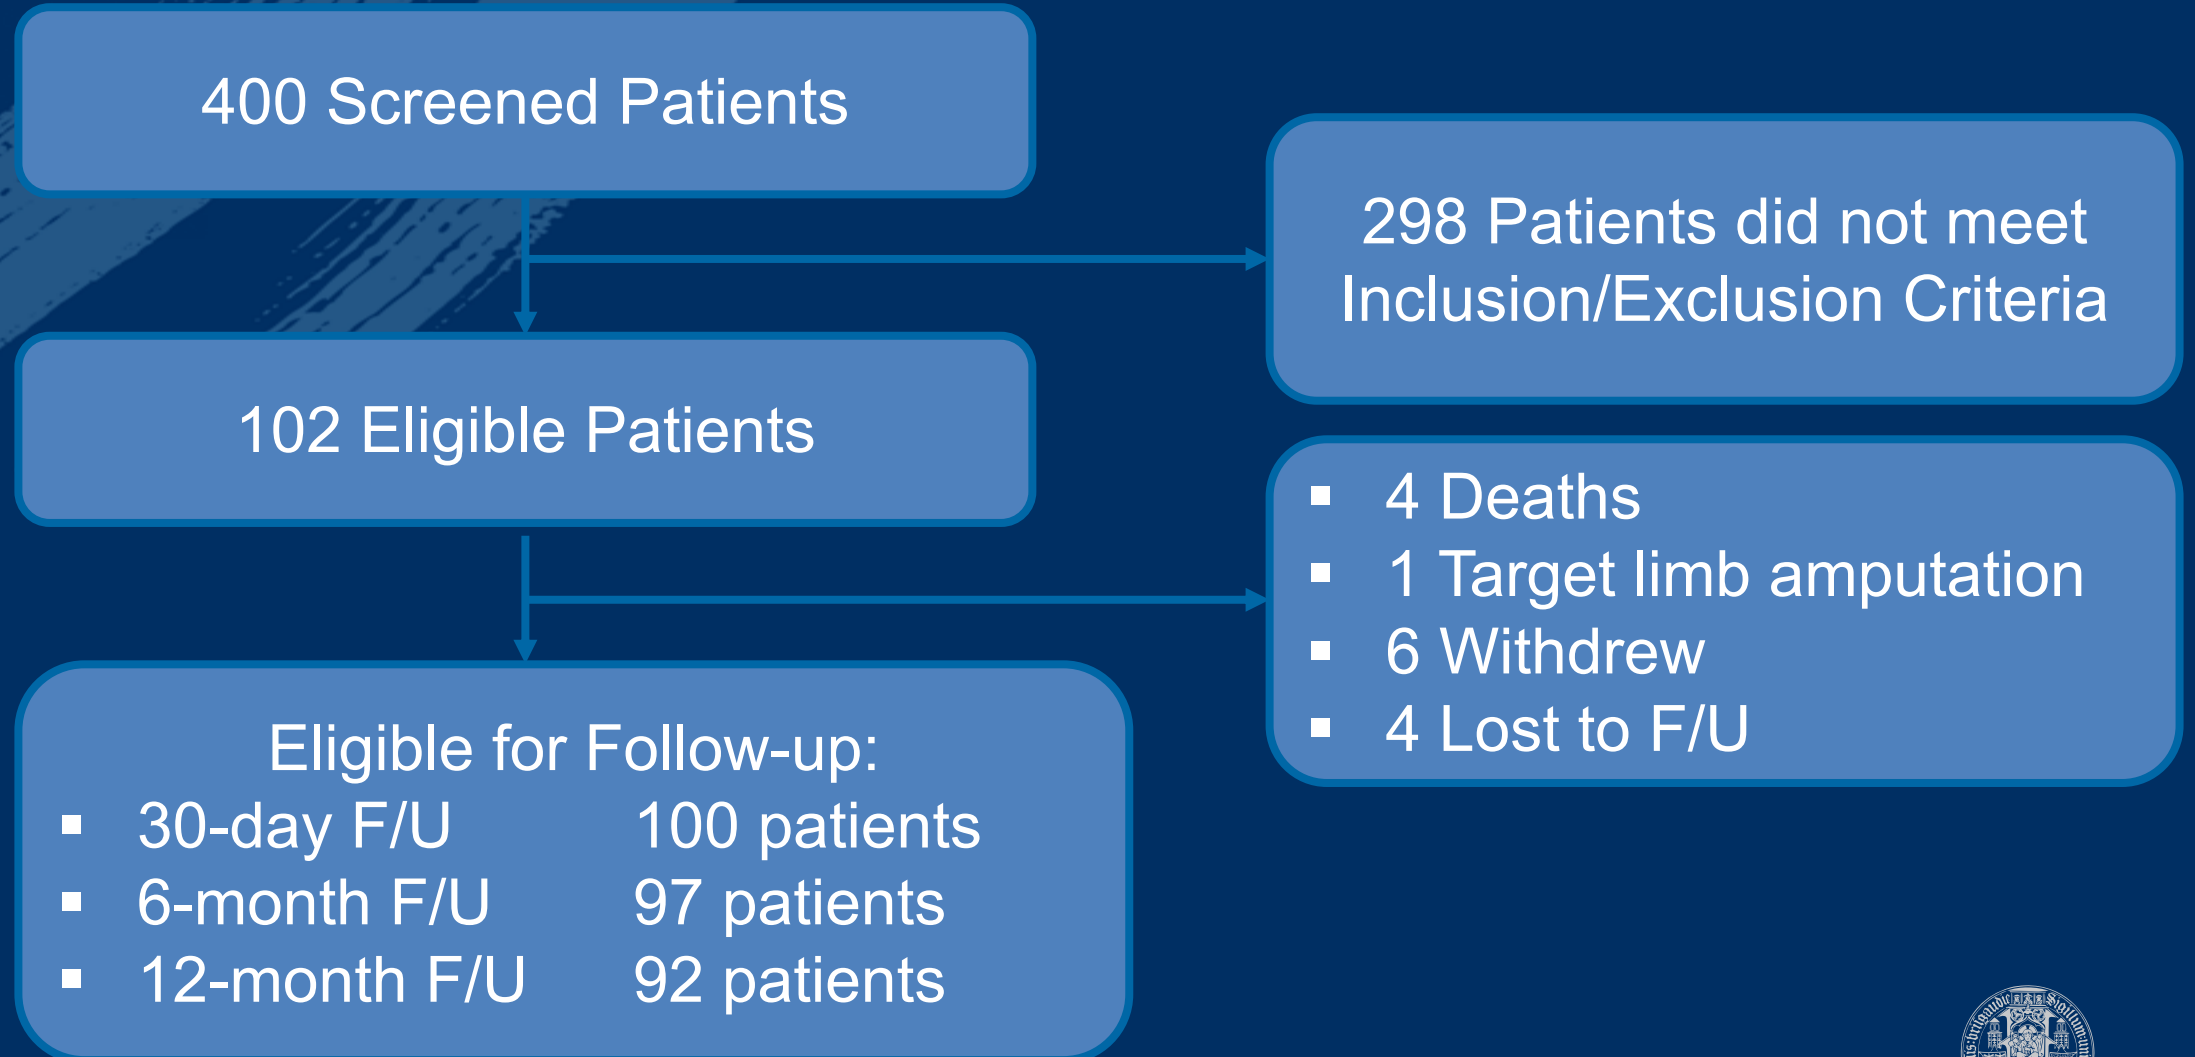 400 Screened Patients
298 Patients did not meet
Inclusion/Exclusion Criteria
102 Eligible Patients
▪ 4 Deaths
▪ 1 Target limb amputation
▪ 6 Withdrew
▪ 4 Lost to F/U
Eligible for Follow-up:
▪ 30-day F/U 100 patients
▪ 6-month F/U 97 patients
▪ 12-month F/U 92 patients